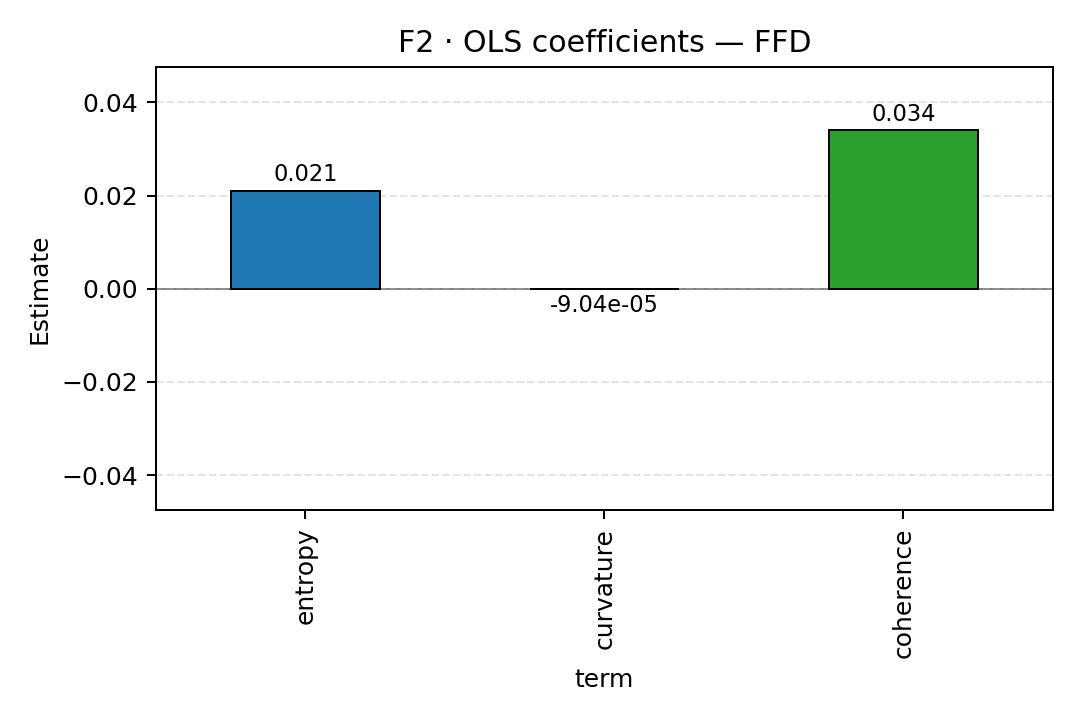 F2 · OLS coefficients — FFD
Estimate
0.04
0.02
0.00
−0.02
−0.04
0.021
-9.04e-05
0.034
entropy
curvature
coherence
term